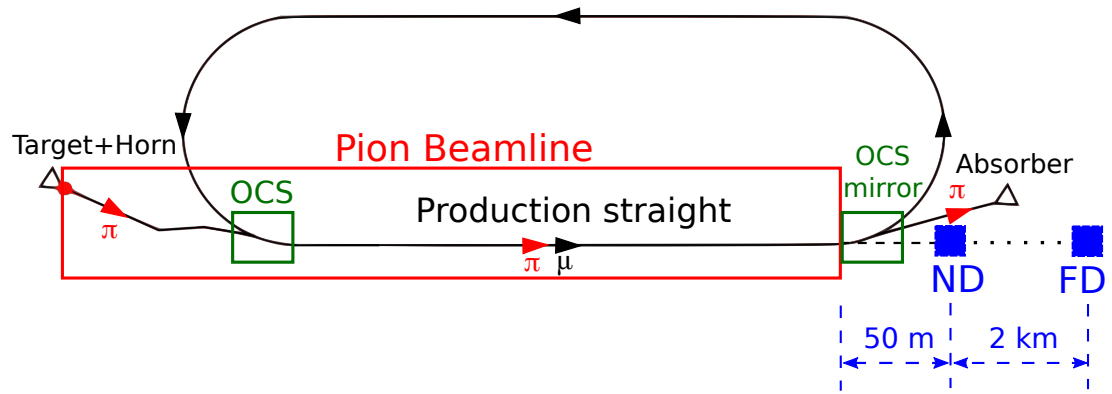 Target+Horn
π
Pion Beamline
OCS
Production straight
π
μ
OCS
mirror
Absorber
π
ND
FD
50 m
2 km